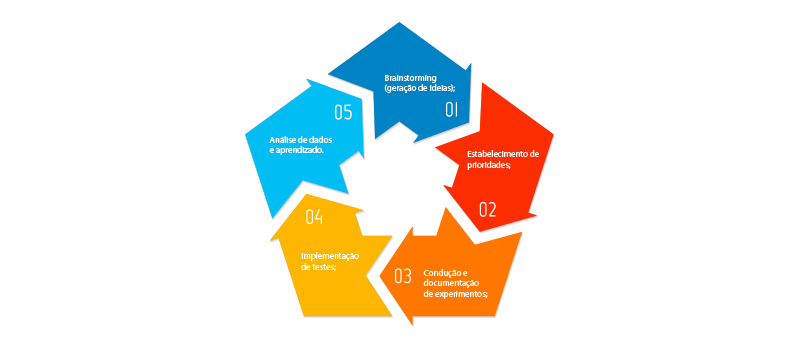 Brainstorming
(geração de ideias);
01
Estabelecimento de
prioridades;
02
03
Condução e
documentação
de experimentos;
04
Implementação
de testes;
05
Análise de dados
e aprendizado.